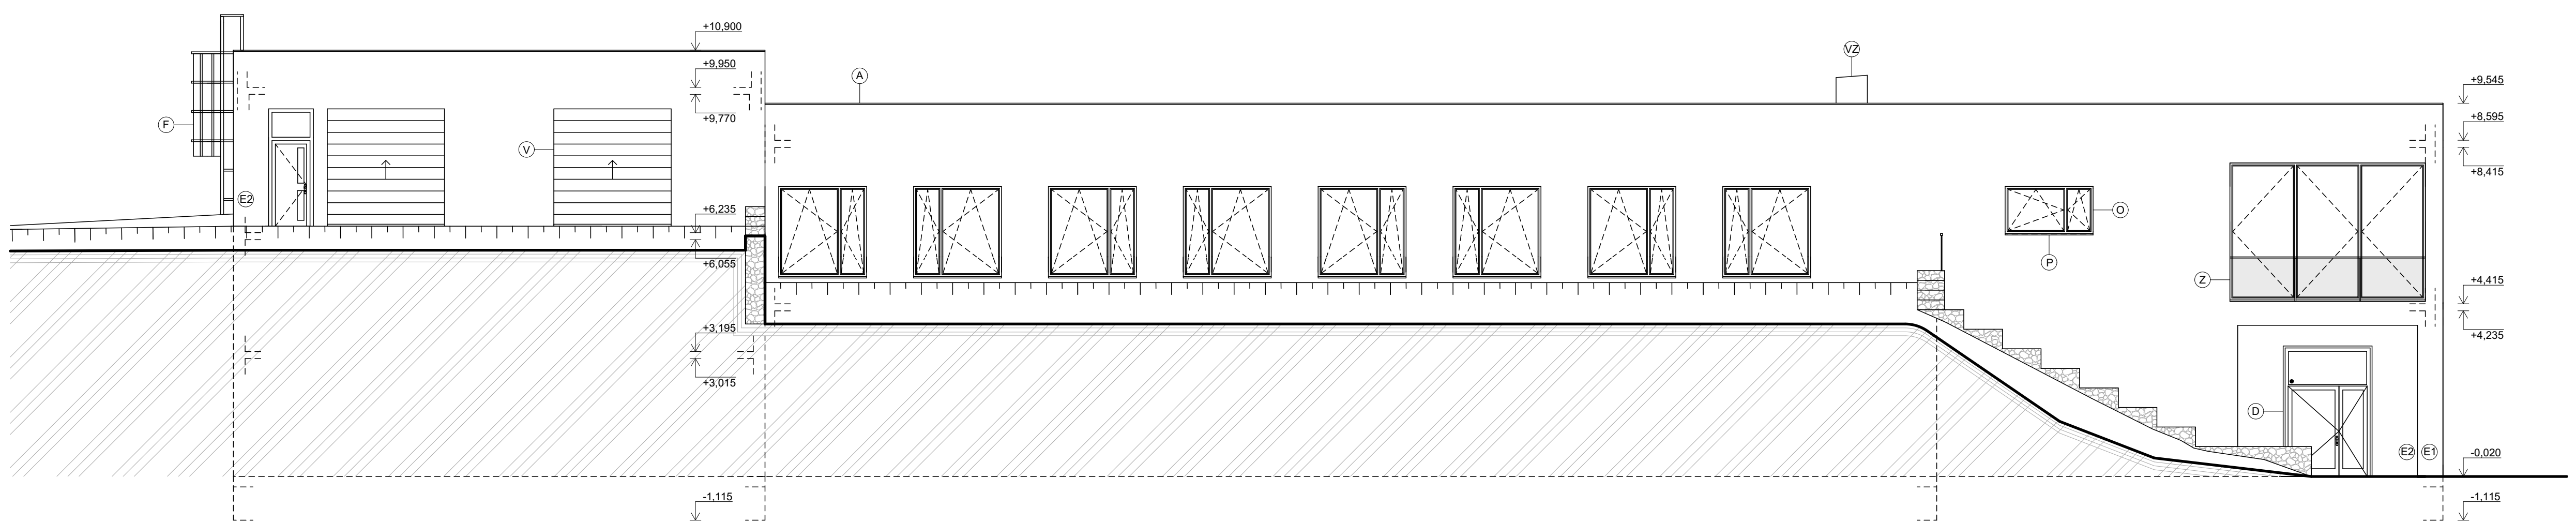 +10,900
+9,950
+9,770
F
V
E2
+6,235
+6,055
+3,195
+3,015
-1,115
A
VZ
O
P
Z
D
E2
E1
+9,545
+8,595
+8,415
+4,415
+4,235
-0,020
-1,115